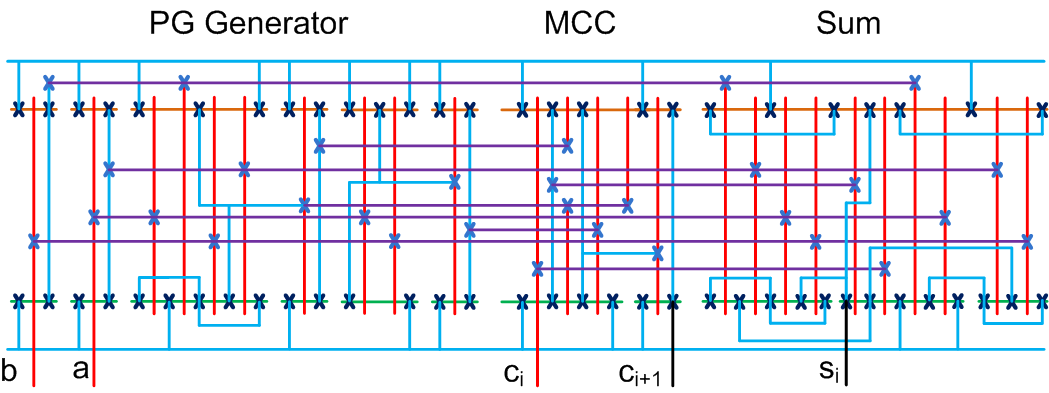 PG Generator MCC Sum
b a ci ci+1 si